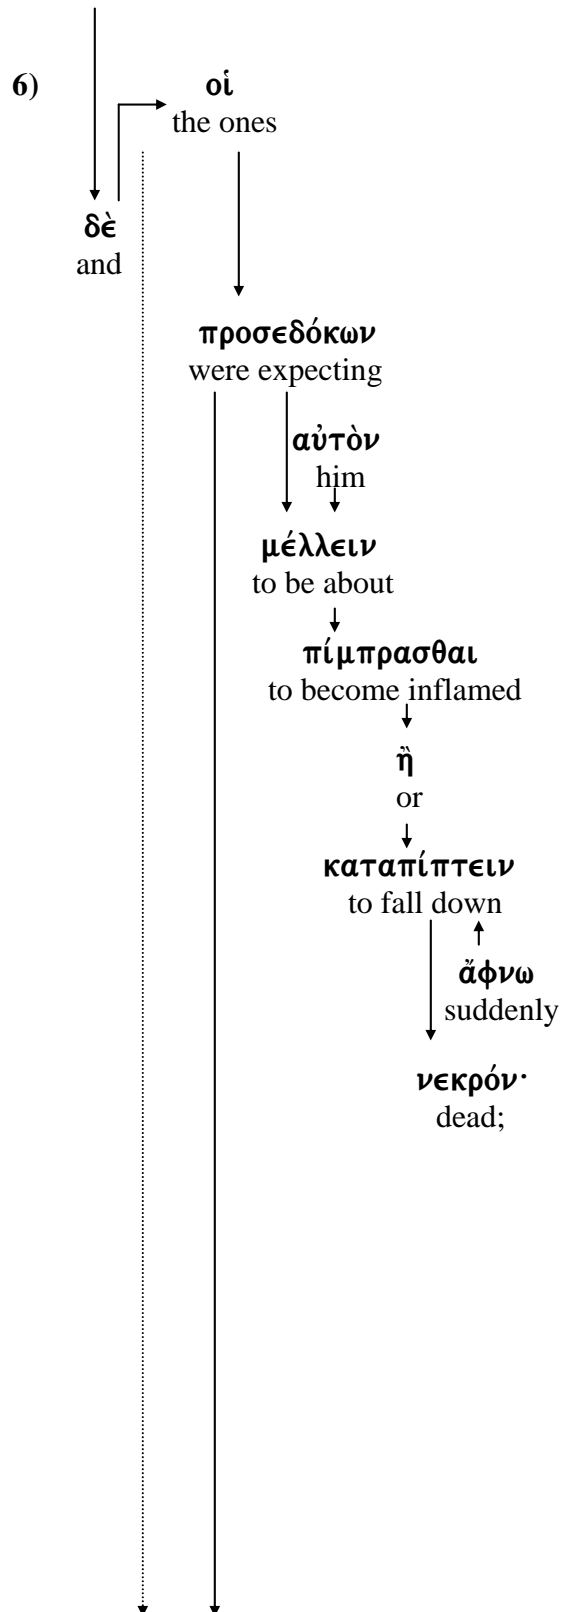 6) οἱ
the ones
δὲ
and
προσεδόκων
were expecting
αὐτὸν
him
μέλλειν
to be about
πίμπρασθαι
to become inflamed
ἢ
or
καταπίπτειν
to fall down
ἄφνω
suddenly
νεκρόν·
dead;